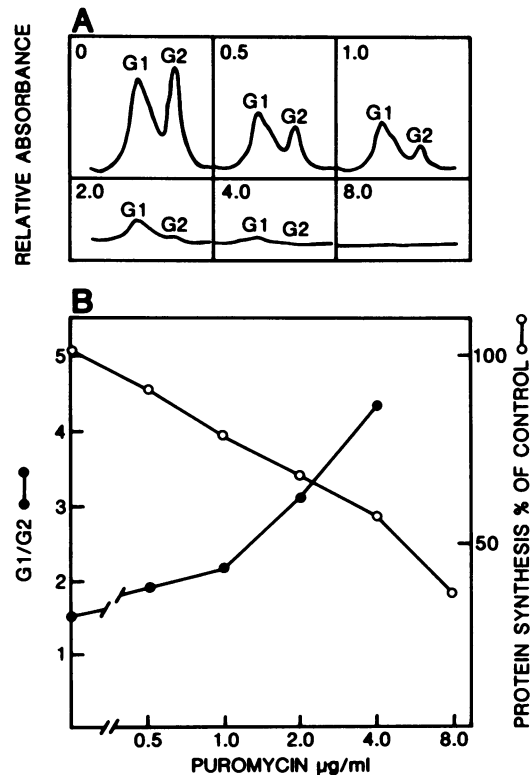 A
0
0.5
1.0
G1 G2
G1 G2
G1 G2
2.0
4.0
8.0
G1 G2
G1 G2
RELATIVE ABSORBANCE
B
5
4
3
2
1
G1/G2
100
50
PROTEIN SYNTHESIS % OF CONTROL
0.5 1.0 2.0 4.0 8.0
PUROMYCIN µg/ml